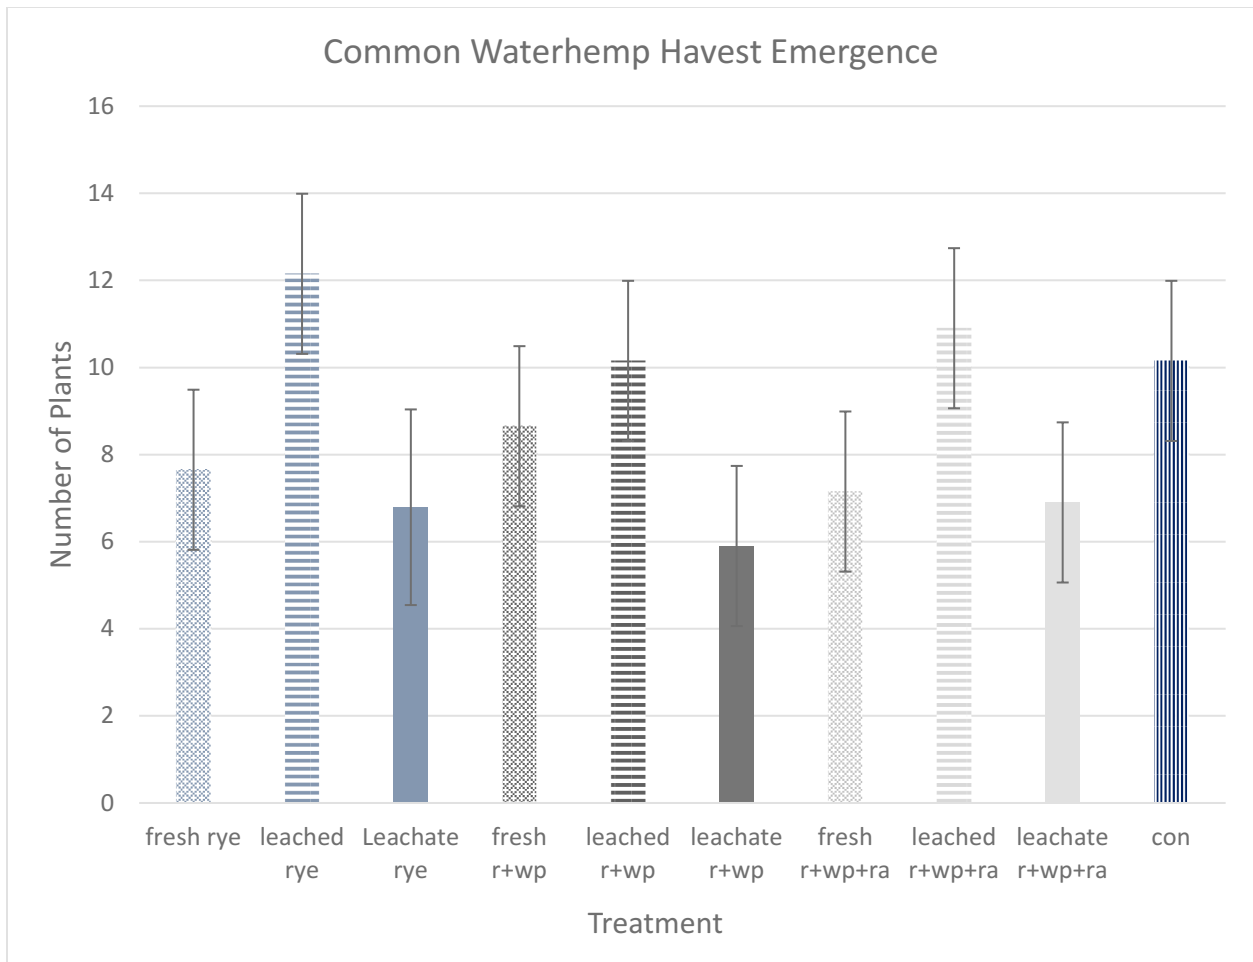 Common Waterhemp Havest Emergence
Number of Plants
16
14
12
10
8
6
4
2
0
fresh rye
leached
rye
Leachate
rye
fresh
r+wp
leached
r+wp
leachate
r+wp
fresh
r+wp+ra
leached
r+wp+ra
leachate
r+wp+ra
con
Treatment